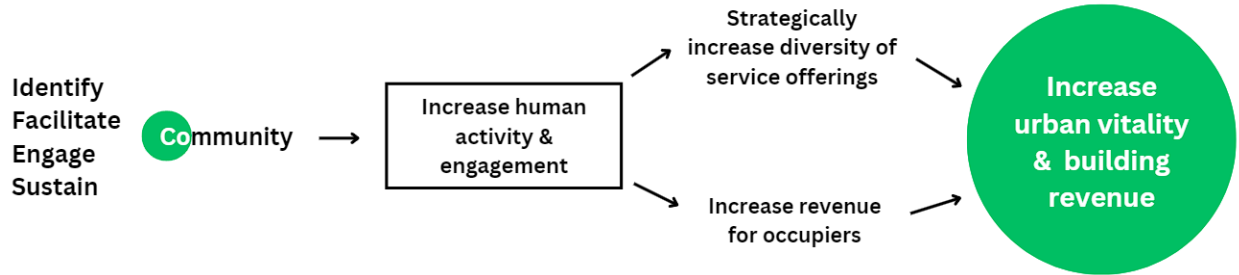 Identify
Facilitate
Engage
Sustain
Community
Increase human
activity &
engagement
Strategically
increase diversity of
service offerings
Increase revenue
for occupiers
Increase
urban vitality
& building
revenue